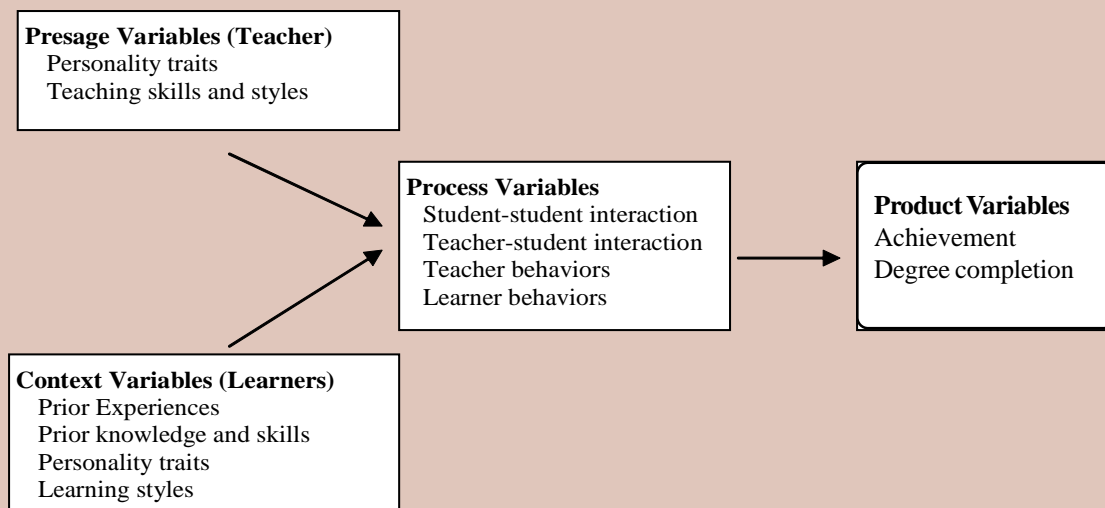 Presage Variables (Teacher)
Personality traits
Teaching skills and styles
Process Variables
Student-student interaction
Teacher-student interaction
Teacher behaviors
Learner behaviors
Product Variables
Achievement
Degree completion
Context Variables (Learners)
Prior Experiences
Prior knowledge and skills
Personality traits
Learning styles